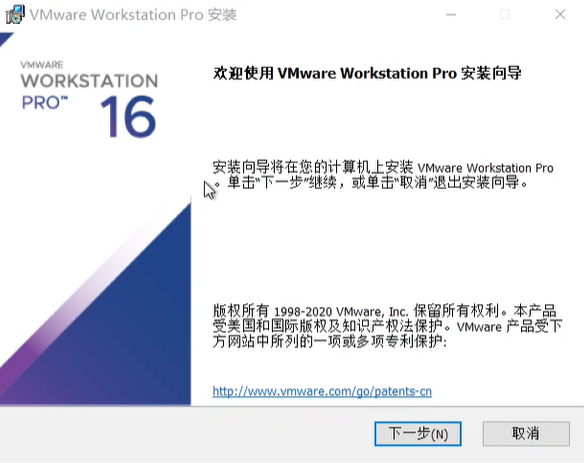 VMware Workstation Pro 安装
VMWARE
WORKSTATION
PRO™ 16
欢迎使用 VMware Workstation Pro 安装向导
安装向导将在您的计算机上安装 VMware Workstation Pro
。单击“下一步”继续，或单击“取消”退出安装向导。
版权所有 1998-2020 VMware, Inc. 保留所有权利。本产品
受美国和国际版权及知识产权法保护。VMware 产品受下
方网站中所列的一项或多项专利保护:
http://www.vmware.com/go/patents-cn
下一步(N)
取消